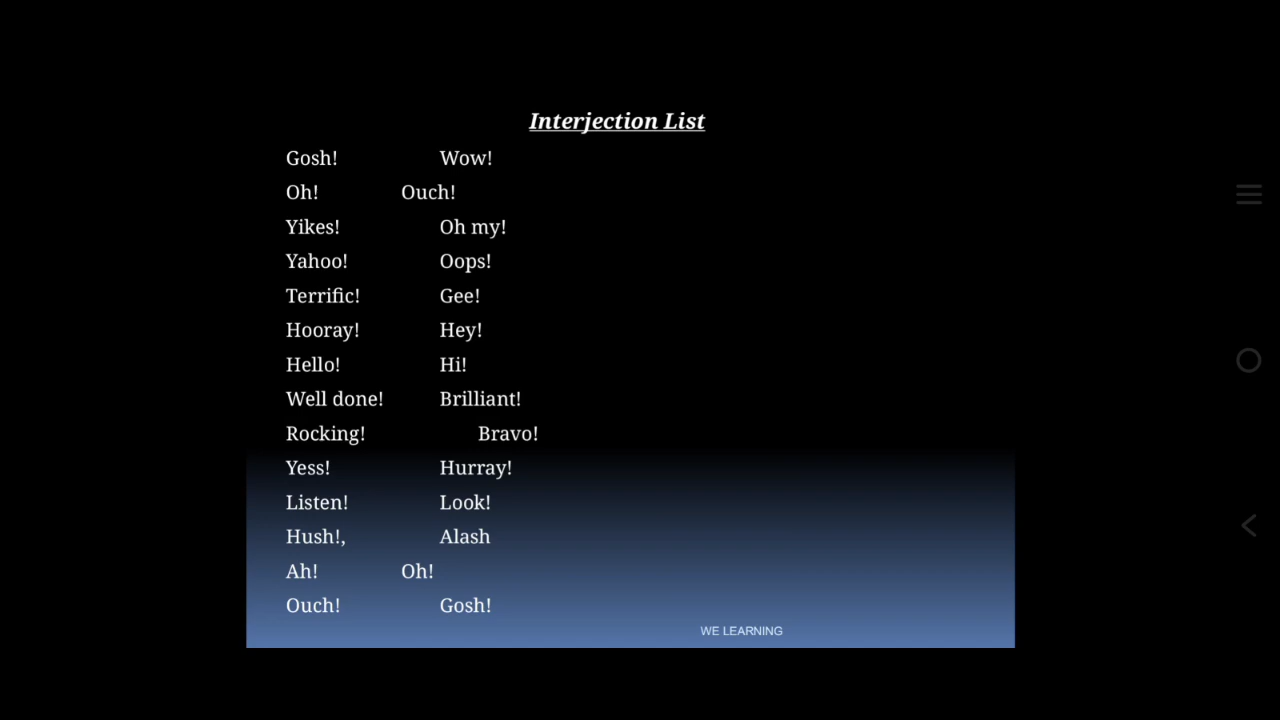 Interjection List
Gosh! Wow!
Oh! Ouch!
Yikes! Oh my!
Yahoo! Oops!
Terrific! Gee!
Hooray! Hey!
Hello! Hi!
Well done! Brilliant!
Rocking! Bravo!
Yess! Hurray!
Listen! Look!
Hush!, Alash
Ah! Oh!
Ouch! Gosh!
WE LEARNING